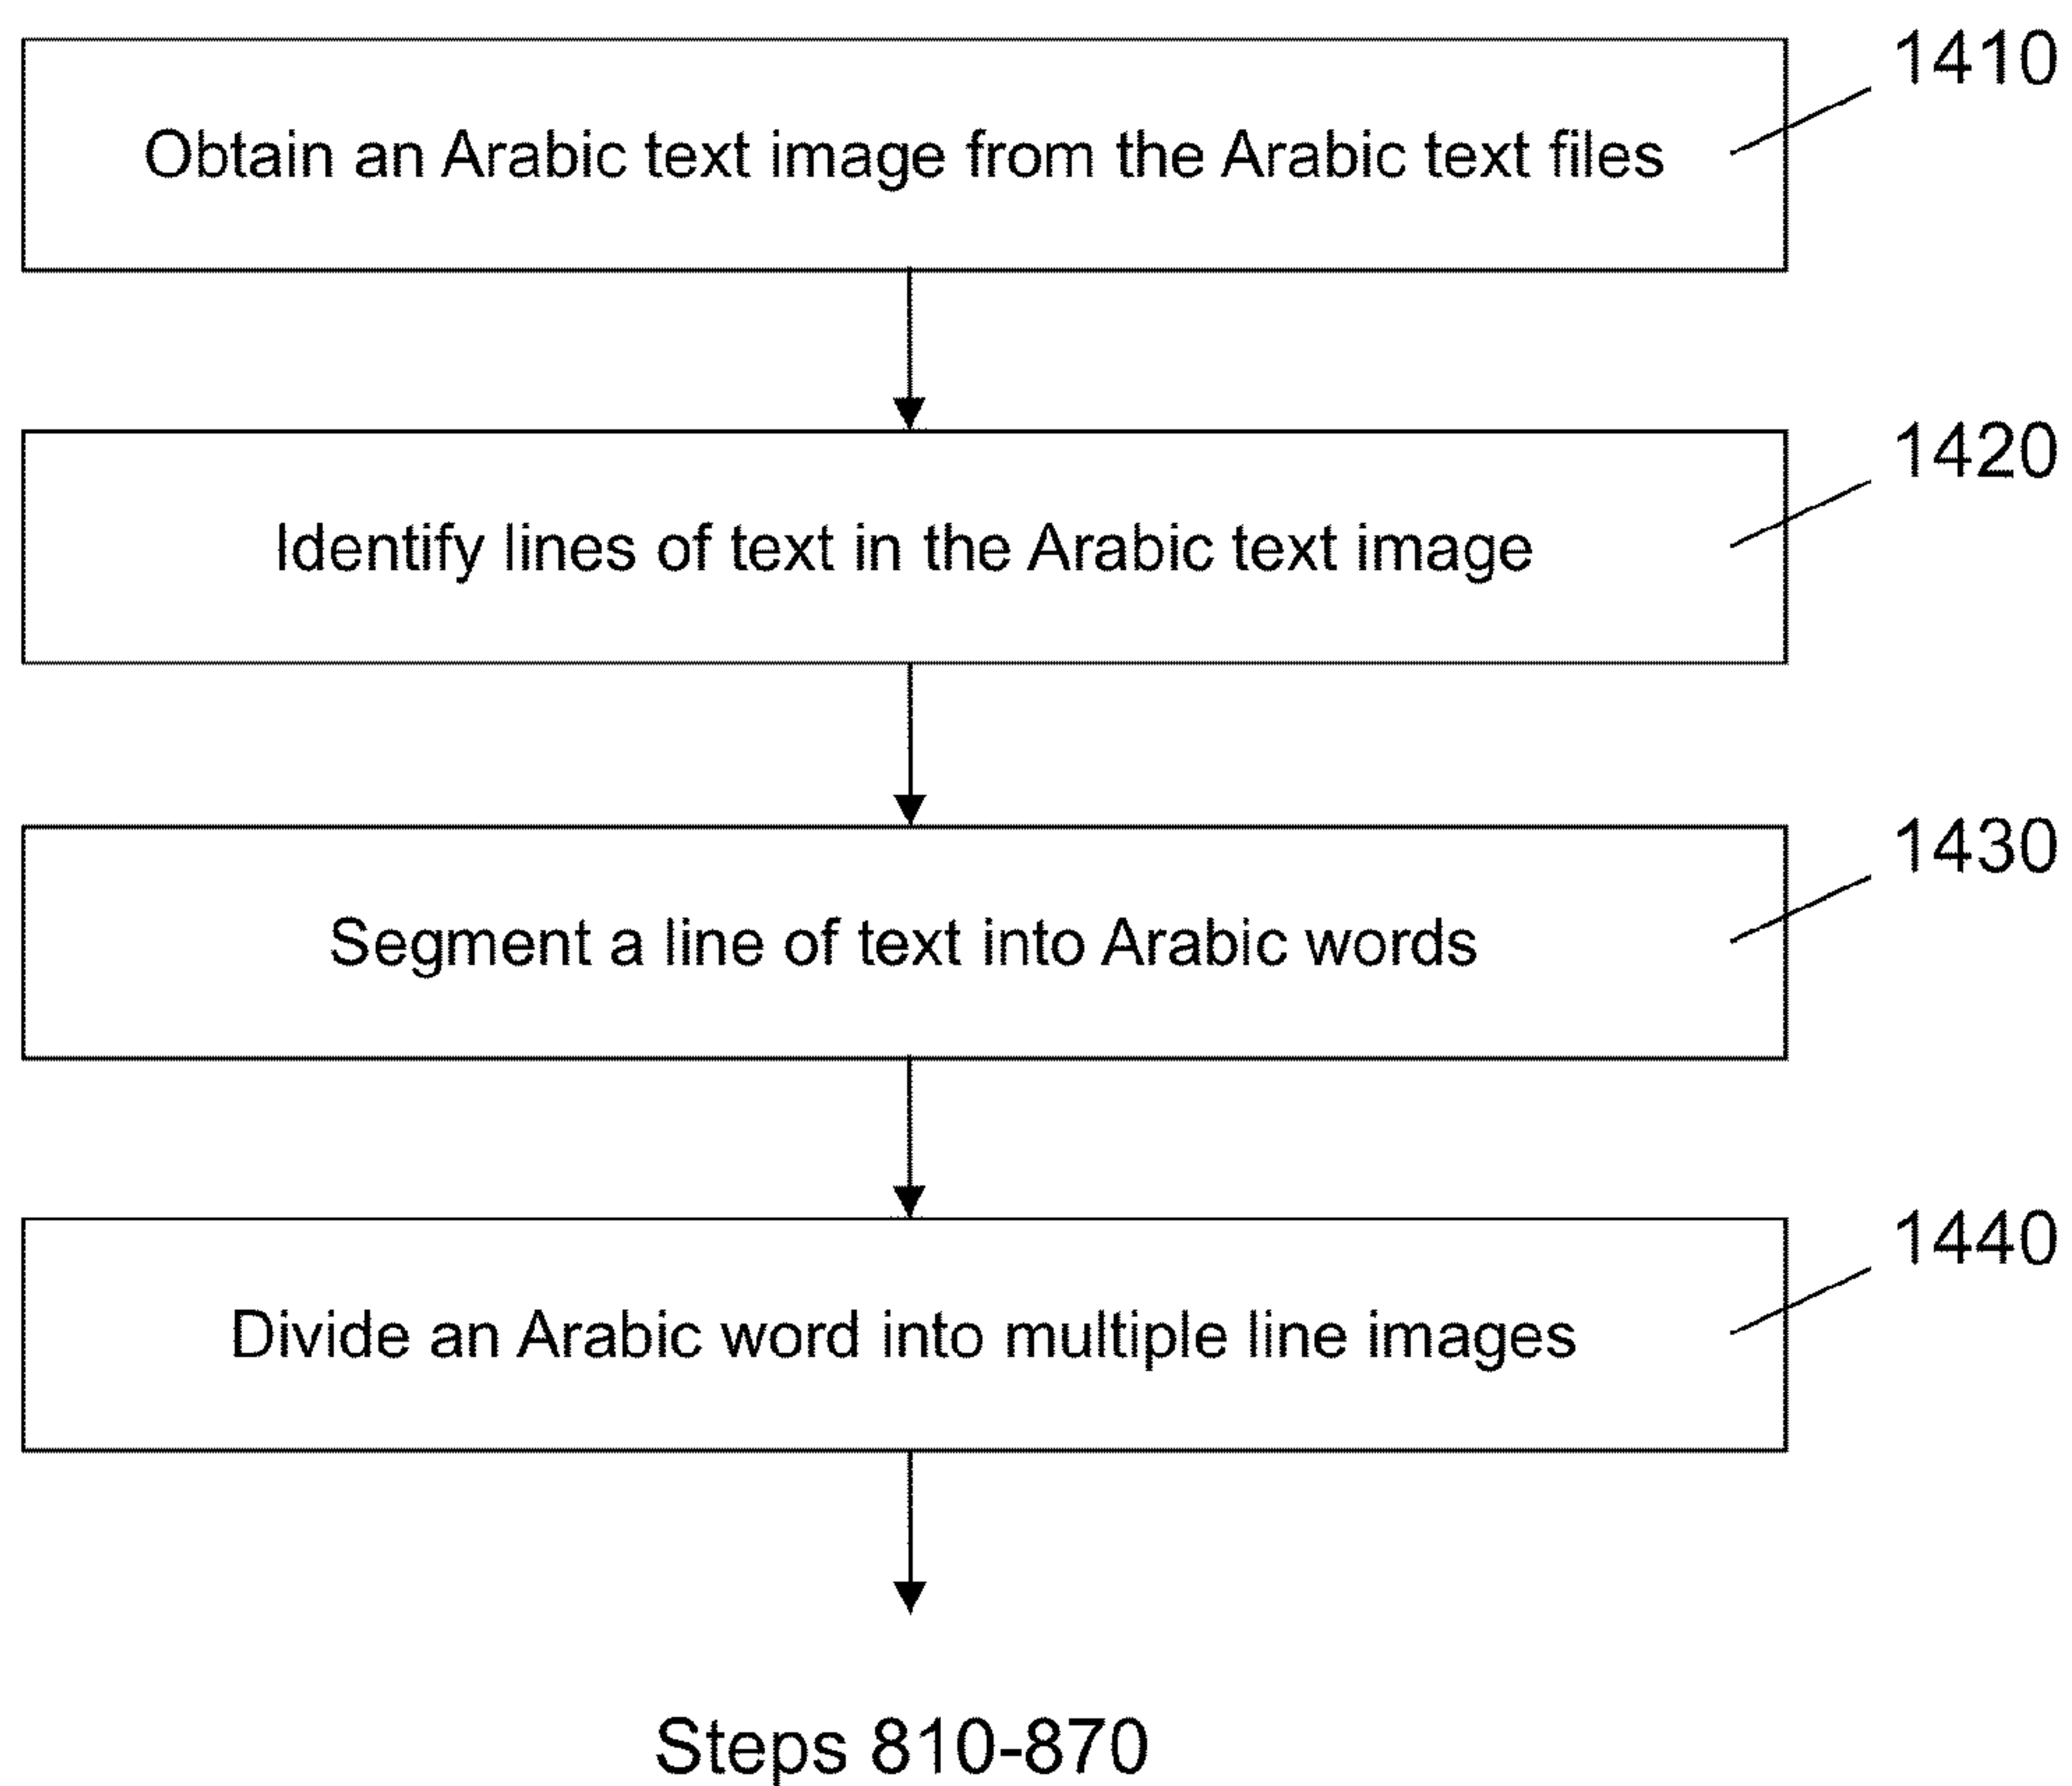 1410
Obtain an Arabic text image from the Arabic text files
1420
Identify lines of text in the Arabic text image
1430
Segment a line of text into Arabic words
1440
Divide an Arabic word into multiple line images
Steps 810-870